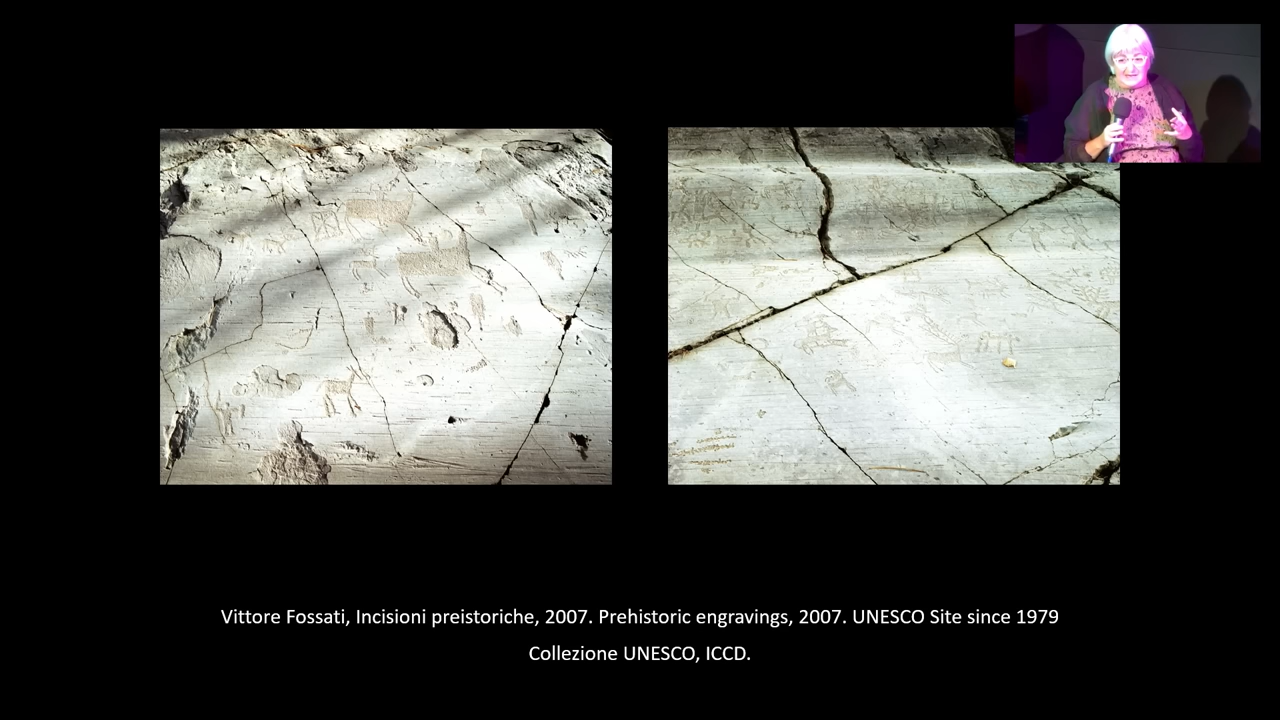 Vittore Fossati, Incisioni preistoriche, 2007. Prehistoric engravings, 2007. UNESCO Site since 1979
Collezione UNESCO, ICCD.